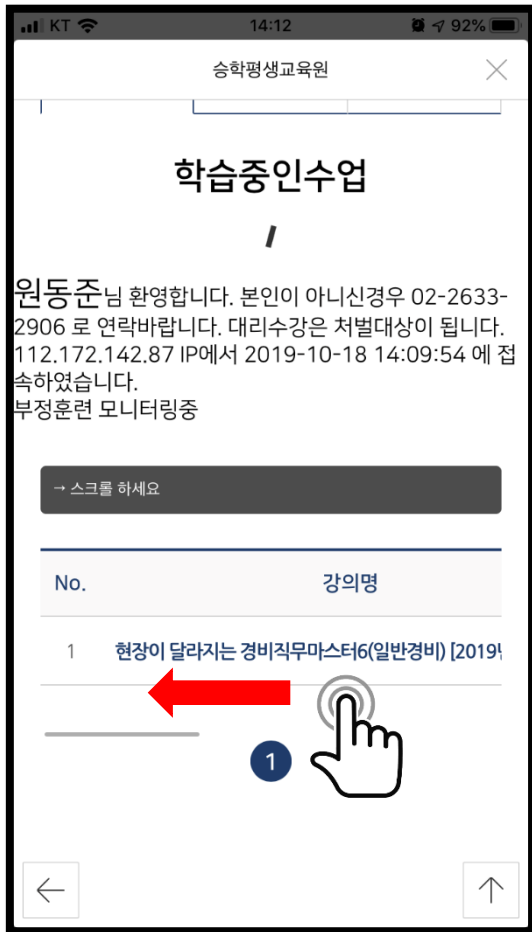 KT 14:12 92%
승학평생교육원
학습중인수업
원동준님 환영합니다. 본인이 아니신경우 02-2633-
2906 로 연락바랍니다. 대리수강은 처벌대상이 됩니다.
112.172.142.87 IP에서 2019-10-18 14:09:54 에 접
속하였습니다.
부정훈련 모니터링중
→ 스크롤 하세요
No. 강의명
1 현장이 달라지는 경비직무마스터6(일반경비) [2019
1